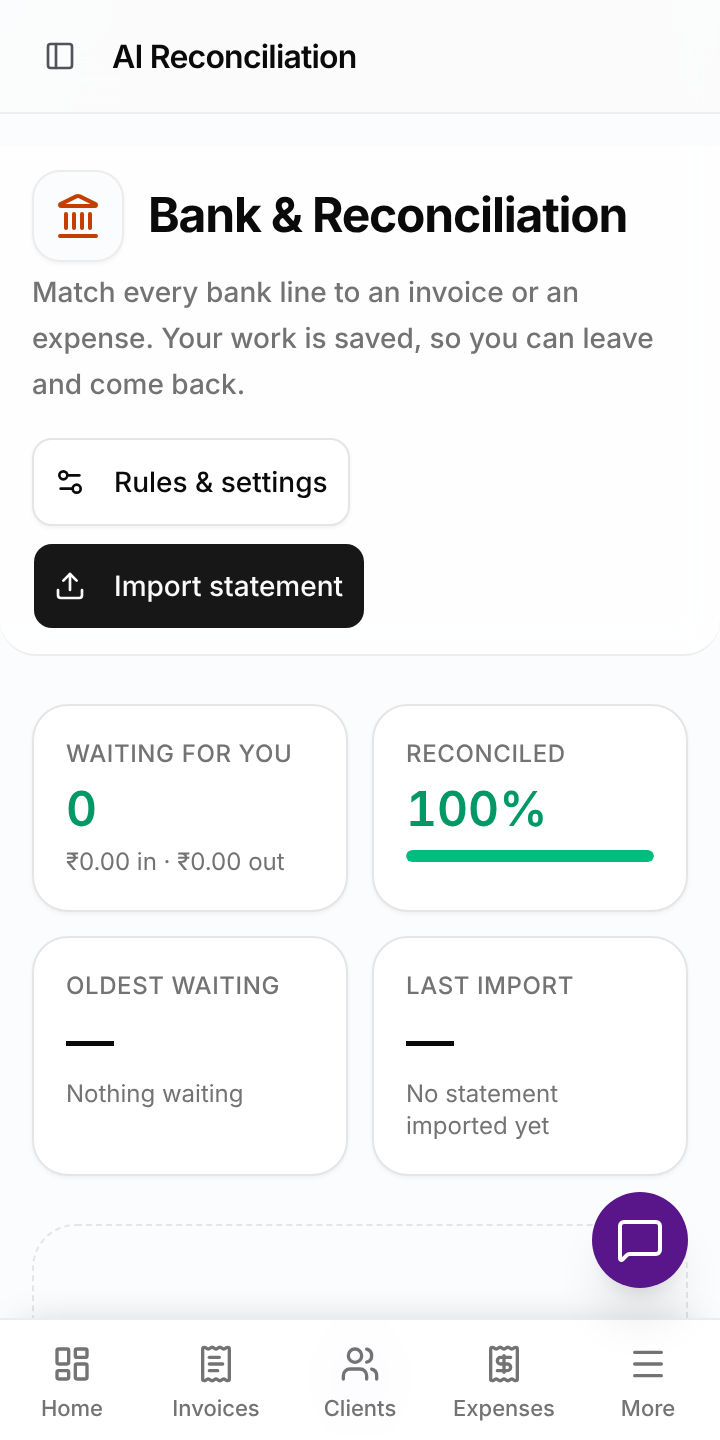 AI Reconciliation
Bank & Reconciliation
Match every bank line to an invoice or an
expense. Your work is saved, so you can leave
and come back.
Rules & settings
Import statement
WAITING FOR YOU
0
₹0.00 in · ₹0.00 out
RECONCILED
100%
OLDEST WAITING
—
Nothing waiting
LAST IMPORT
—
No statement
imported yet
Home
Invoices
Clients
Expenses
More